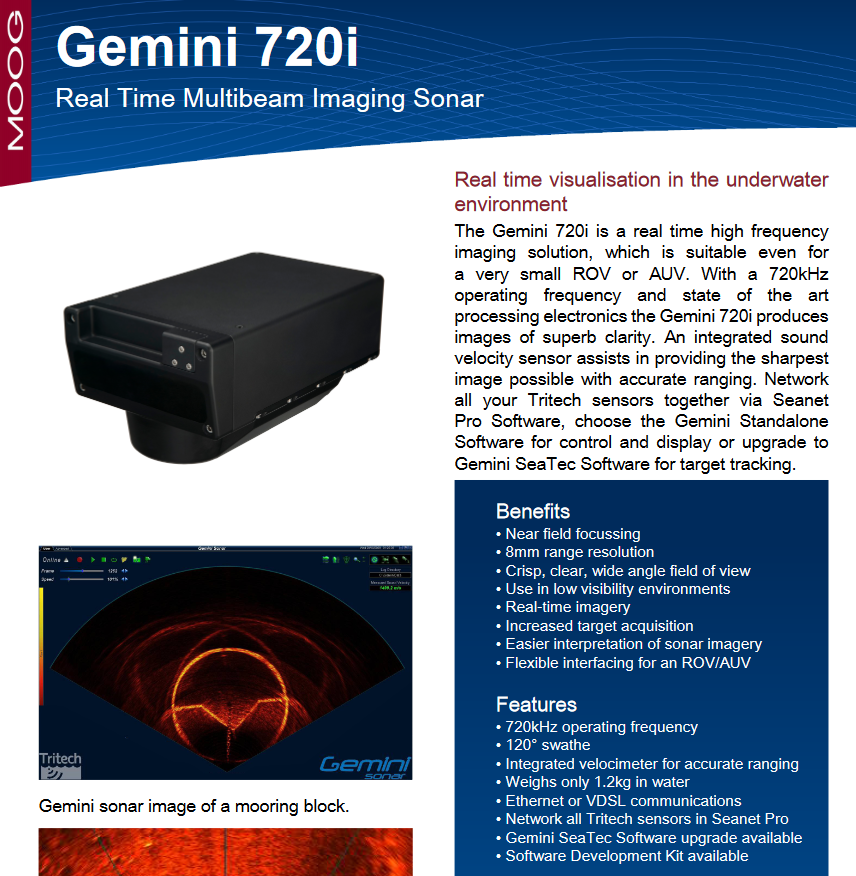 MOOG
Gemini 720i
Real Time Multibeam Imaging Sonar
Real time visualisation in the underwater
environment
The Gemini 720i is a real time high frequency
imaging solution, which is suitable even for
a very small ROV or AUV. With a 720kHz
operating frequency and state of the art
processing electronics the Gemini 720i produces
images of superb clarity. An integrated sound
velocity sensor assists in providing the sharpest
image possible with accurate ranging. Network
all your Tritech sensors together via Seanet
Pro Software, choose the Gemini Standalone
Software for control and display or upgrade to
Gemini SeaTec Software for target tracking.
Gemini Sonar
Online
Frame
Speed
Tritech
Gemini
sonar
Gemini sonar image of a mooring block.
Benefits
• Near field focussing
• 8mm range resolution
• Crisp, clear, wide angle field of view
• Use in low visibility environments
• Real-time imagery
• Increased target acquisition
• Easier interpretation of sonar imagery
• Flexible interfacing for an ROV/AUV
Features
• 720kHz operating frequency
• 120° swathe
• Integrated velocimeter for accurate ranging
• Weighs only 1.2kg in water
• Ethernet or VDSL communications
• Network all Tritech sensors in Seanet Pro
• Gemini SeaTec Software upgrade available
• Software Development Kit available